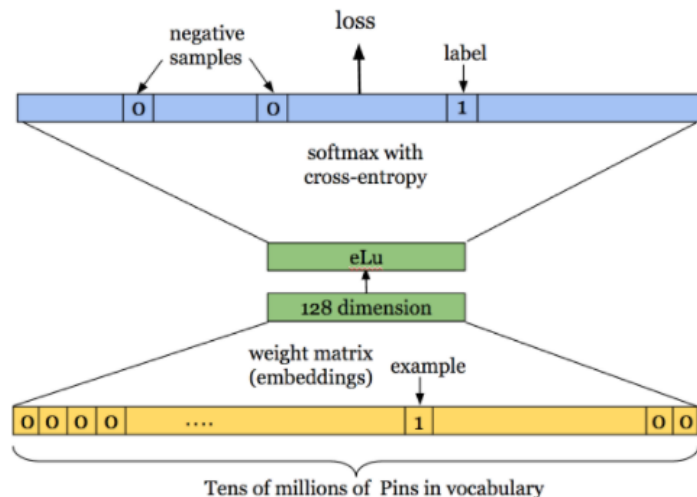 loss
negative
samples
label
0 0 1
softmax with
cross-entropy
eLu
128 dimension
weight matrix
(embeddings)
example
0 0 0 0 .... 1 0 0
Tens of millions of Pins in vocabulary